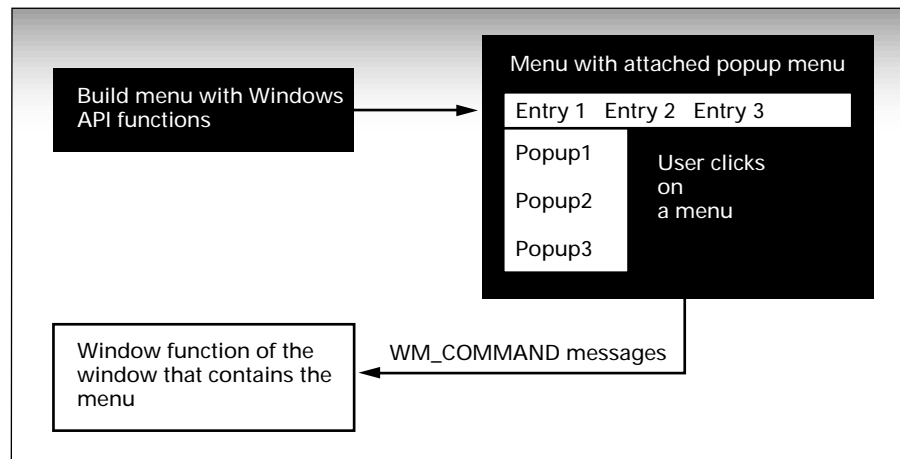 Menu with attached popup menu
Build menu with Windows
API functions
Entry 1 Entry 2 Entry 3
Popup1
Popup2
Popup3
User clicks
on
a menu
WM_COMMAND messages
Window function of the
window that contains the
menu